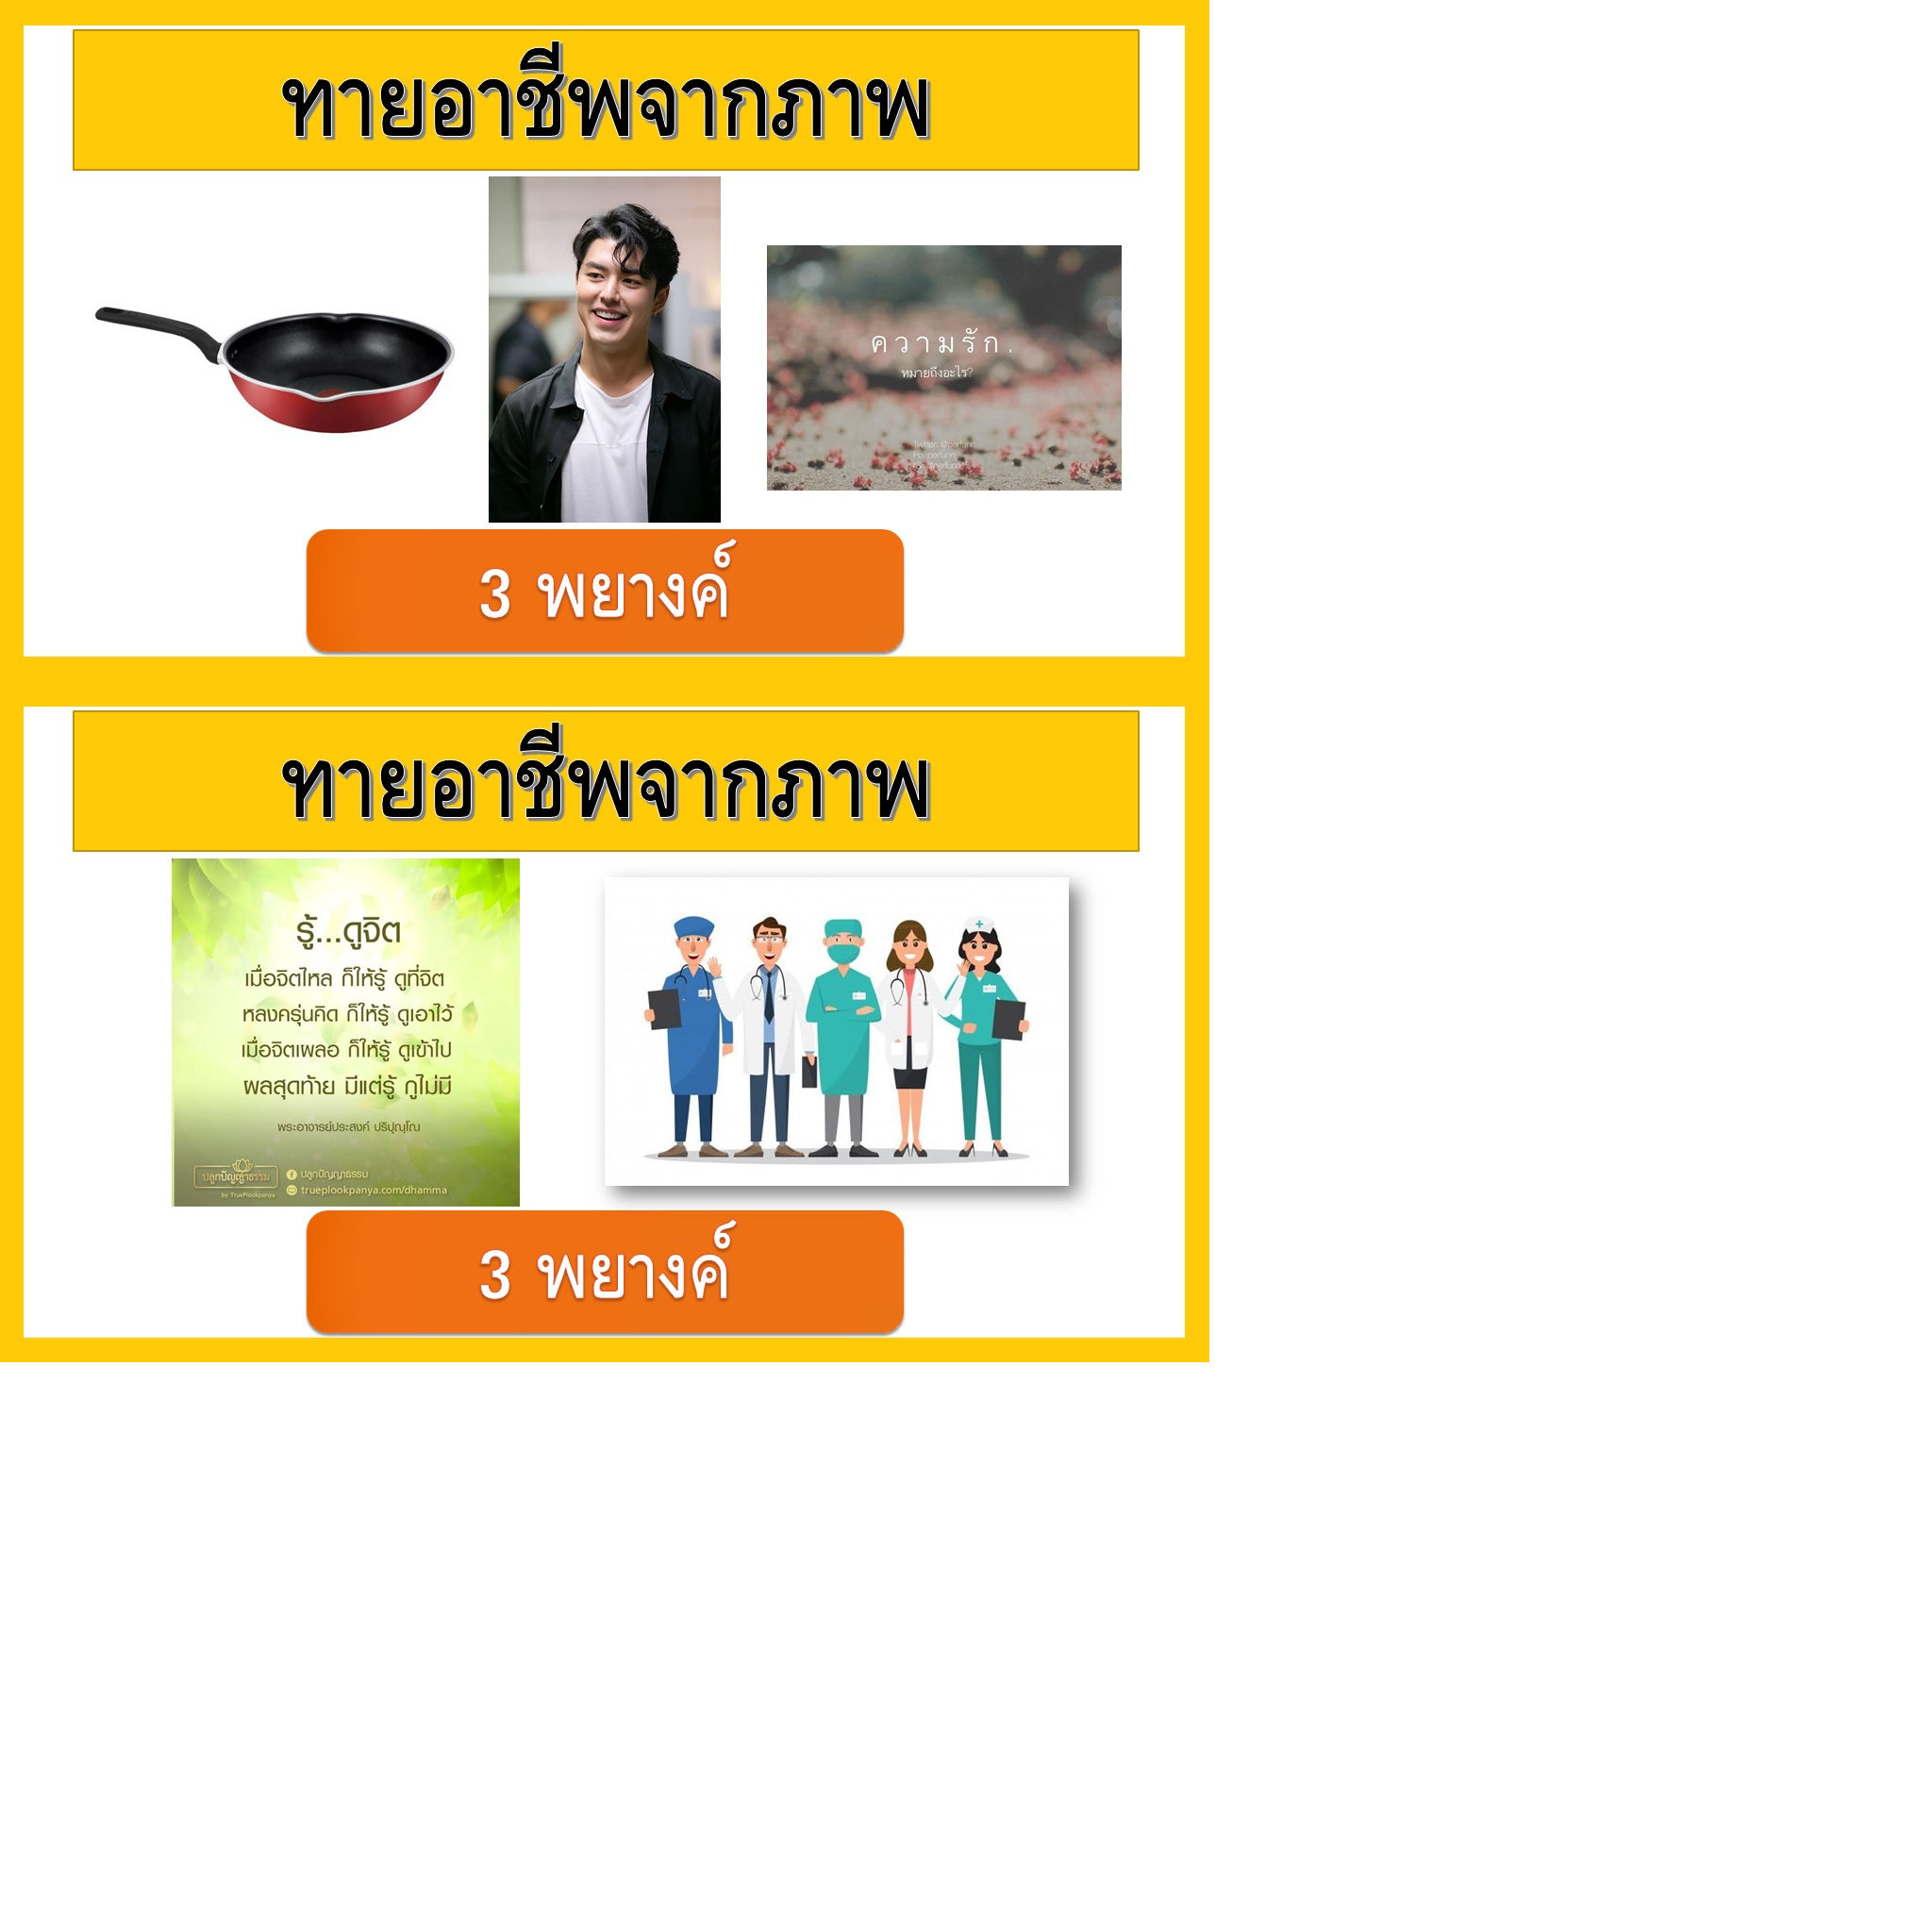 ทายอาชีพจากภาพ
ความรัก.
หมายถึงอะไร?
3 พยางค์
ทายอาชีพจากภาพ
รู้...ดูจิต
เมื่อจิตไหล ก็ให้รู้ ดูที่จิต
หลงครุ่นคิด ก็ให้รู้ ดูเอาไว้
เมื่อจิตเผลอ ก็ให้รู้ ดูเข้าไป
ผลสุดท้าย มีแต่รู้ กูไม่มี
พระอาจารย์ประสงค์ ปริปุณฺโณ
ปลูกปัญญาธรรม
by TruePlookpanya
ปลูกปัญญาธรรม
trueplookpanya.com/dhamma
3 พยางค์